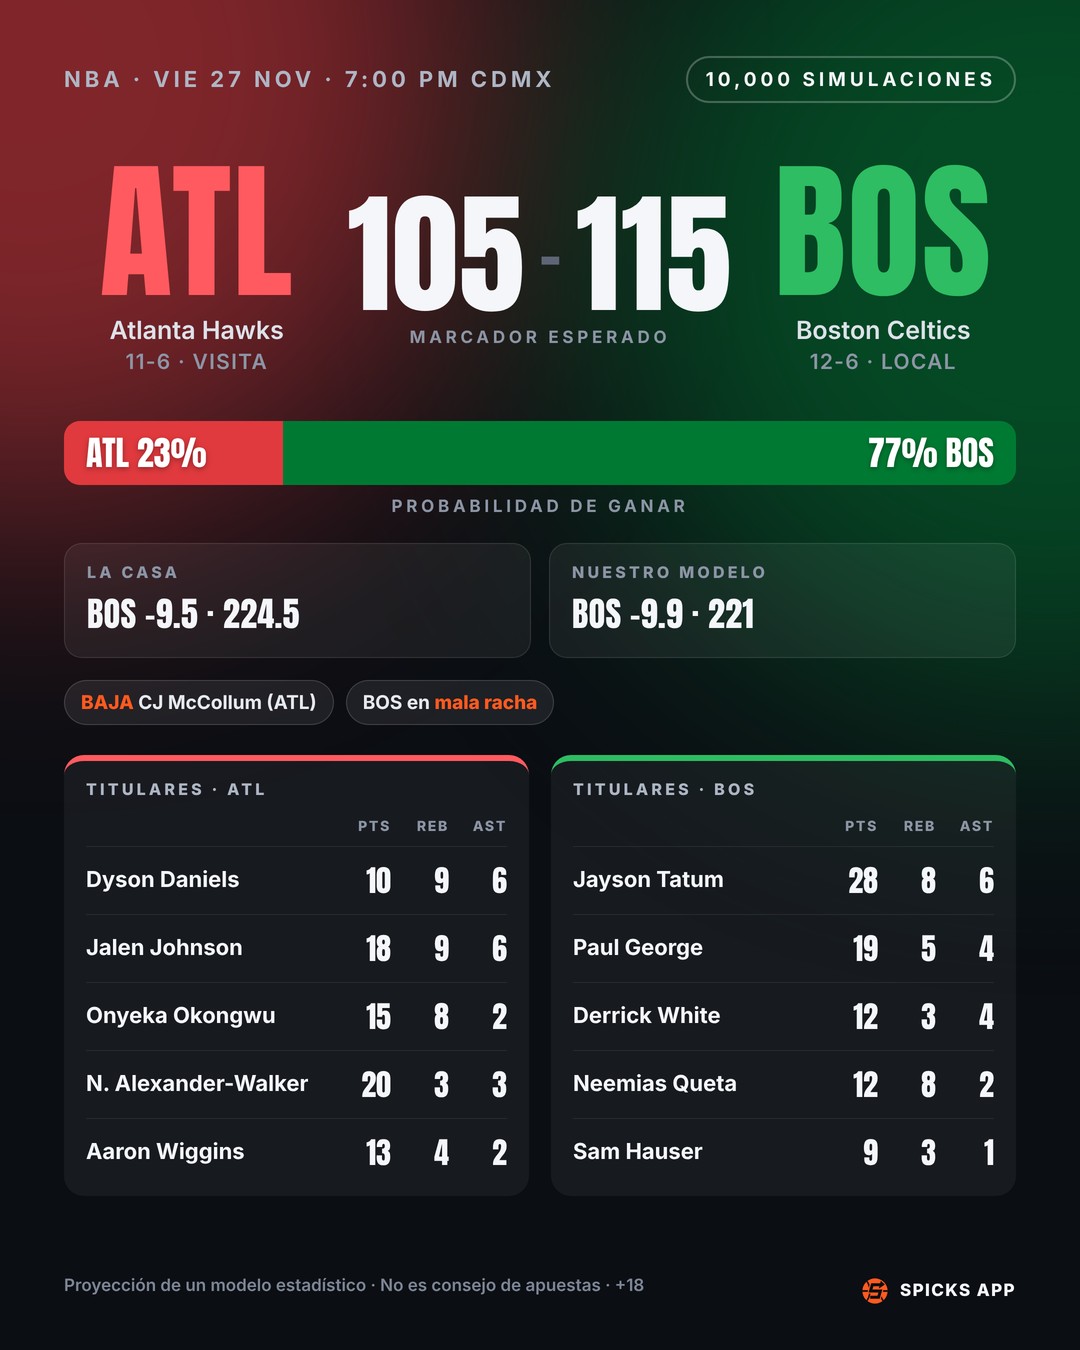 NBA · VIE 27 NOV · 7:00 PM CDMX
10,000 SIMULACIONES
ATL
105 - 115
BOS
Atlanta Hawks
11-6 · VISITA
MARCADOR ESPERADO
Boston Celtics
12-6 · LOCAL
ATL 23%
77% BOS
PROBABILIDAD DE GANAR
LA CASA
BOS -9.5 · 224.5
NUESTRO MODELO
BOS -9.9 · 221
BAJA CJ McCollum (ATL)
BOS en mala racha
TITULARES · ATL
PTS REB AST
Dyson Daniels 10 9 6
Jalen Johnson 18 9 6
Onyeka Okongwu 15 8 2
N. Alexander-Walker 20 3 3
Aaron Wiggins 13 4 2
TITULARES · BOS
PTS REB AST
Jayson Tatum 28 8 6
Paul George 19 5 4
Derrick White 12 3 4
Neemias Queta 12 8 2
Sam Hauser 9 3 1
Proyección de un modelo estadístico · No es consejo de apuestas · +18
SPICKS APP